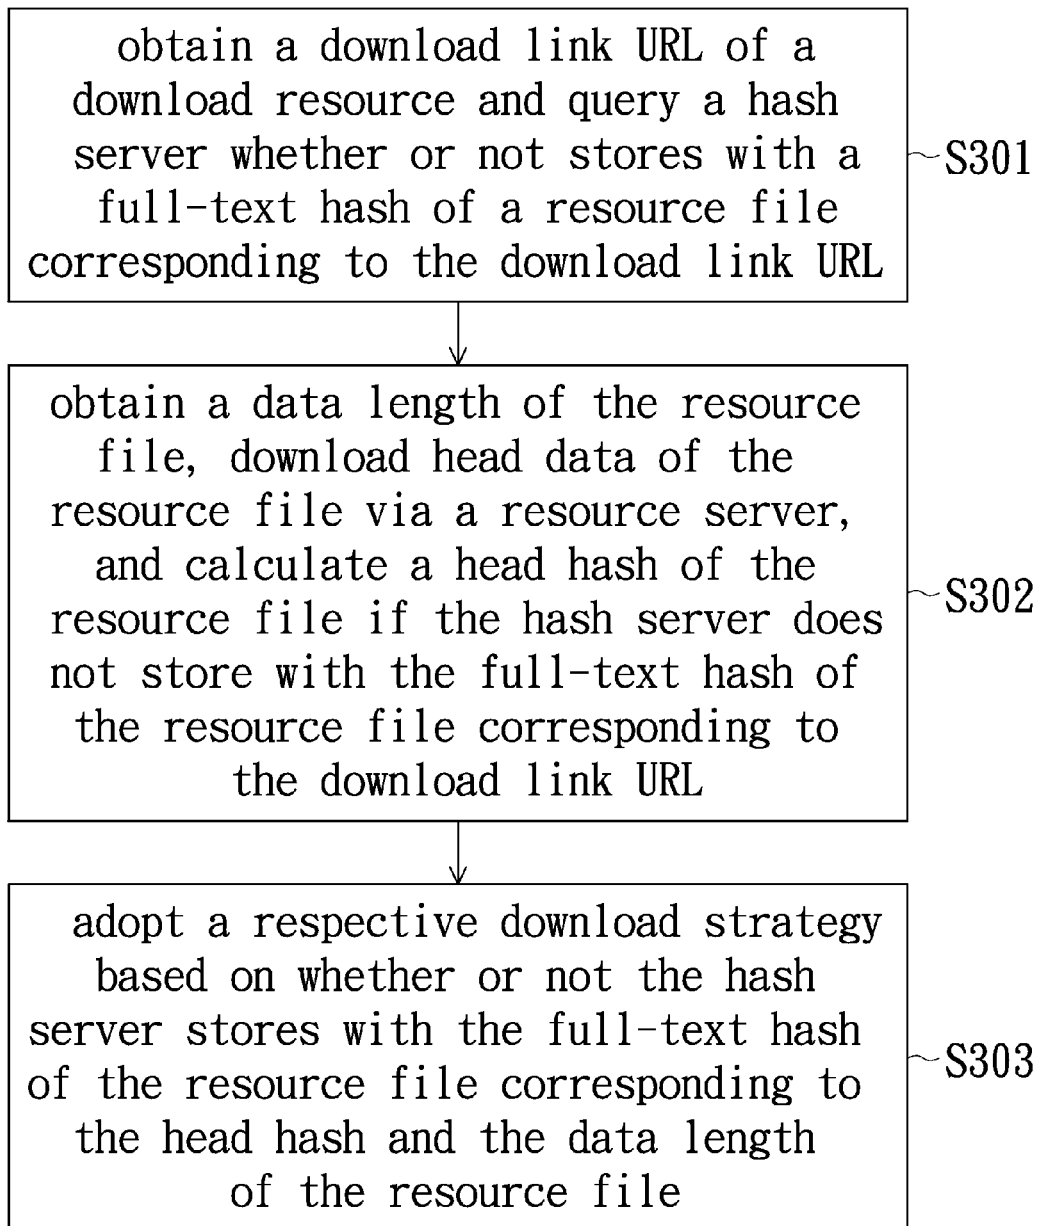 obtain a download link URL of a
download resource and query a hash
server whether or not stores with a
full-text hash of a resource file
corresponding to the download link URL
S301
obtain a data length of the resource
file, download head data of the
resource file via a resource server,
and calculate a head hash of the
resource file if the hash server does
not store with the full-text hash of
the resource file corresponding to
the download link URL
S302
adopt a respective download strategy
based on whether or not the hash
server stores with the full-text hash
of the resource file corresponding to
the head hash and the data length
of the resource file
S303